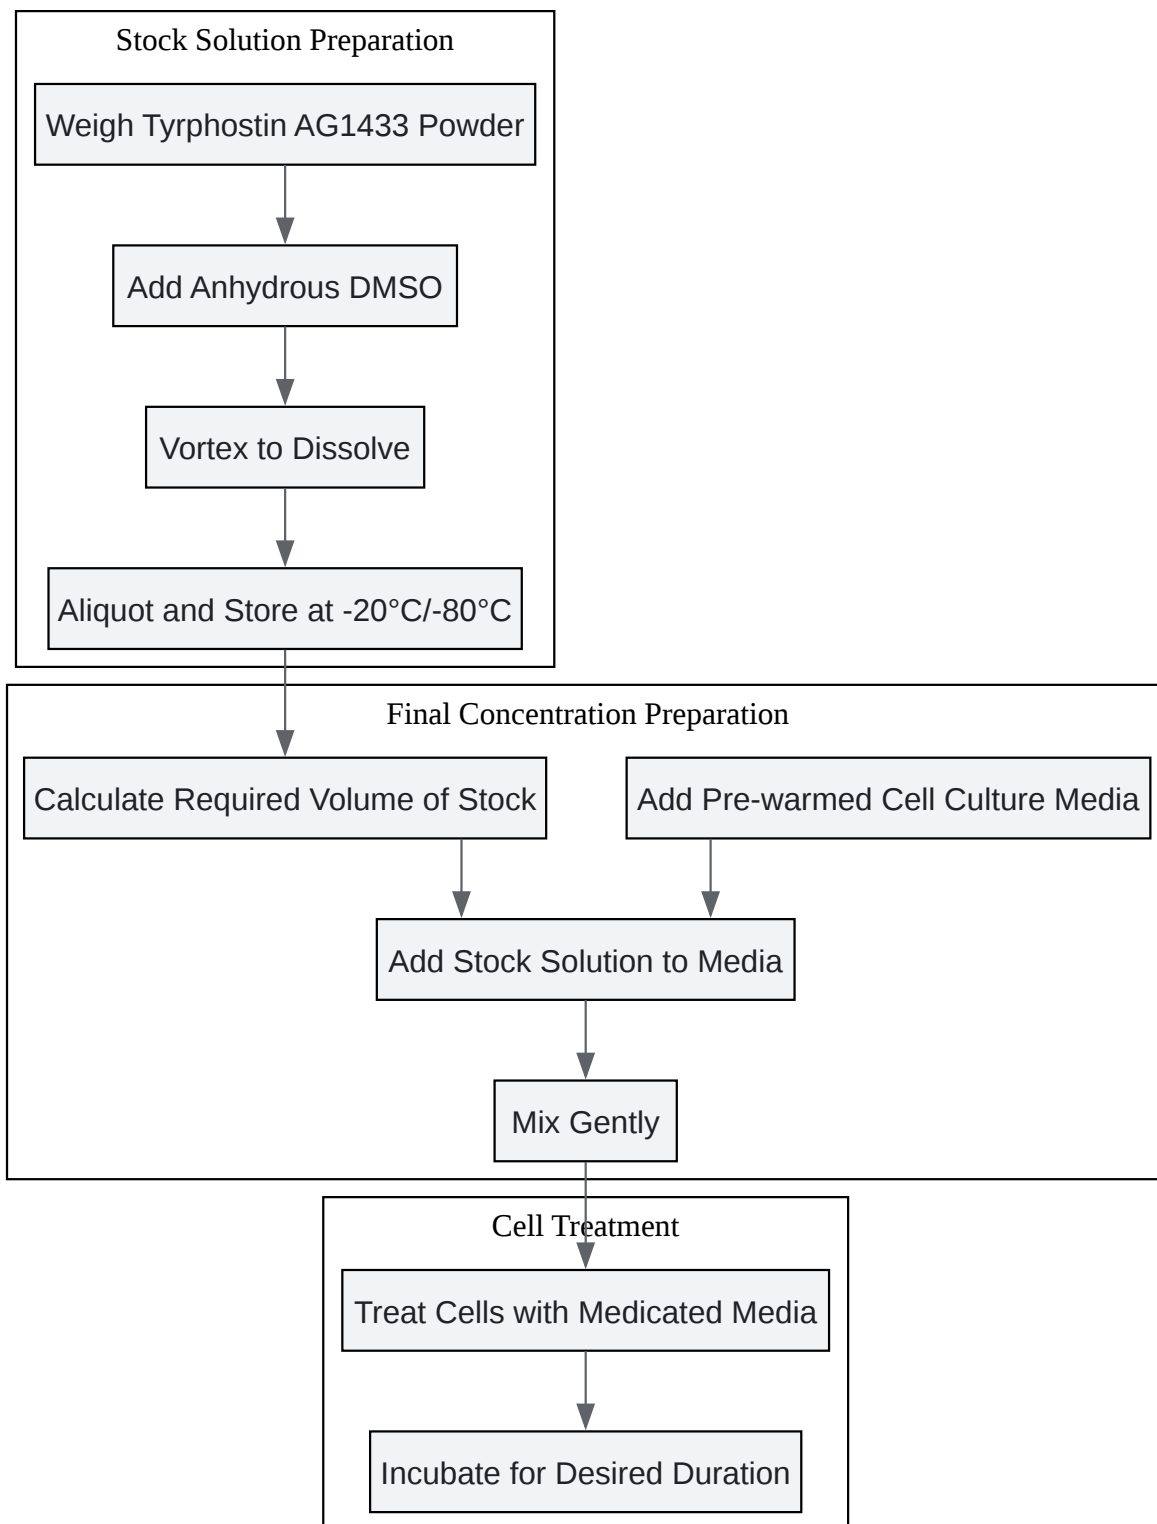 Stock Solution Preparation
Weigh Tyrphostin AG1433 Powder
Add Anhydrous DMSO
Vortex to Dissolve
Aliquot and Store at -20°C/-80°C
Final Concentration Preparation
Calculate Required Volume of Stock
Add Pre-warmed Cell Culture Media
Add Stock Solution to Media
Mix Gently
Cell Treatment
Treat Cells with Medicated Media
Incubate for Desired Duration